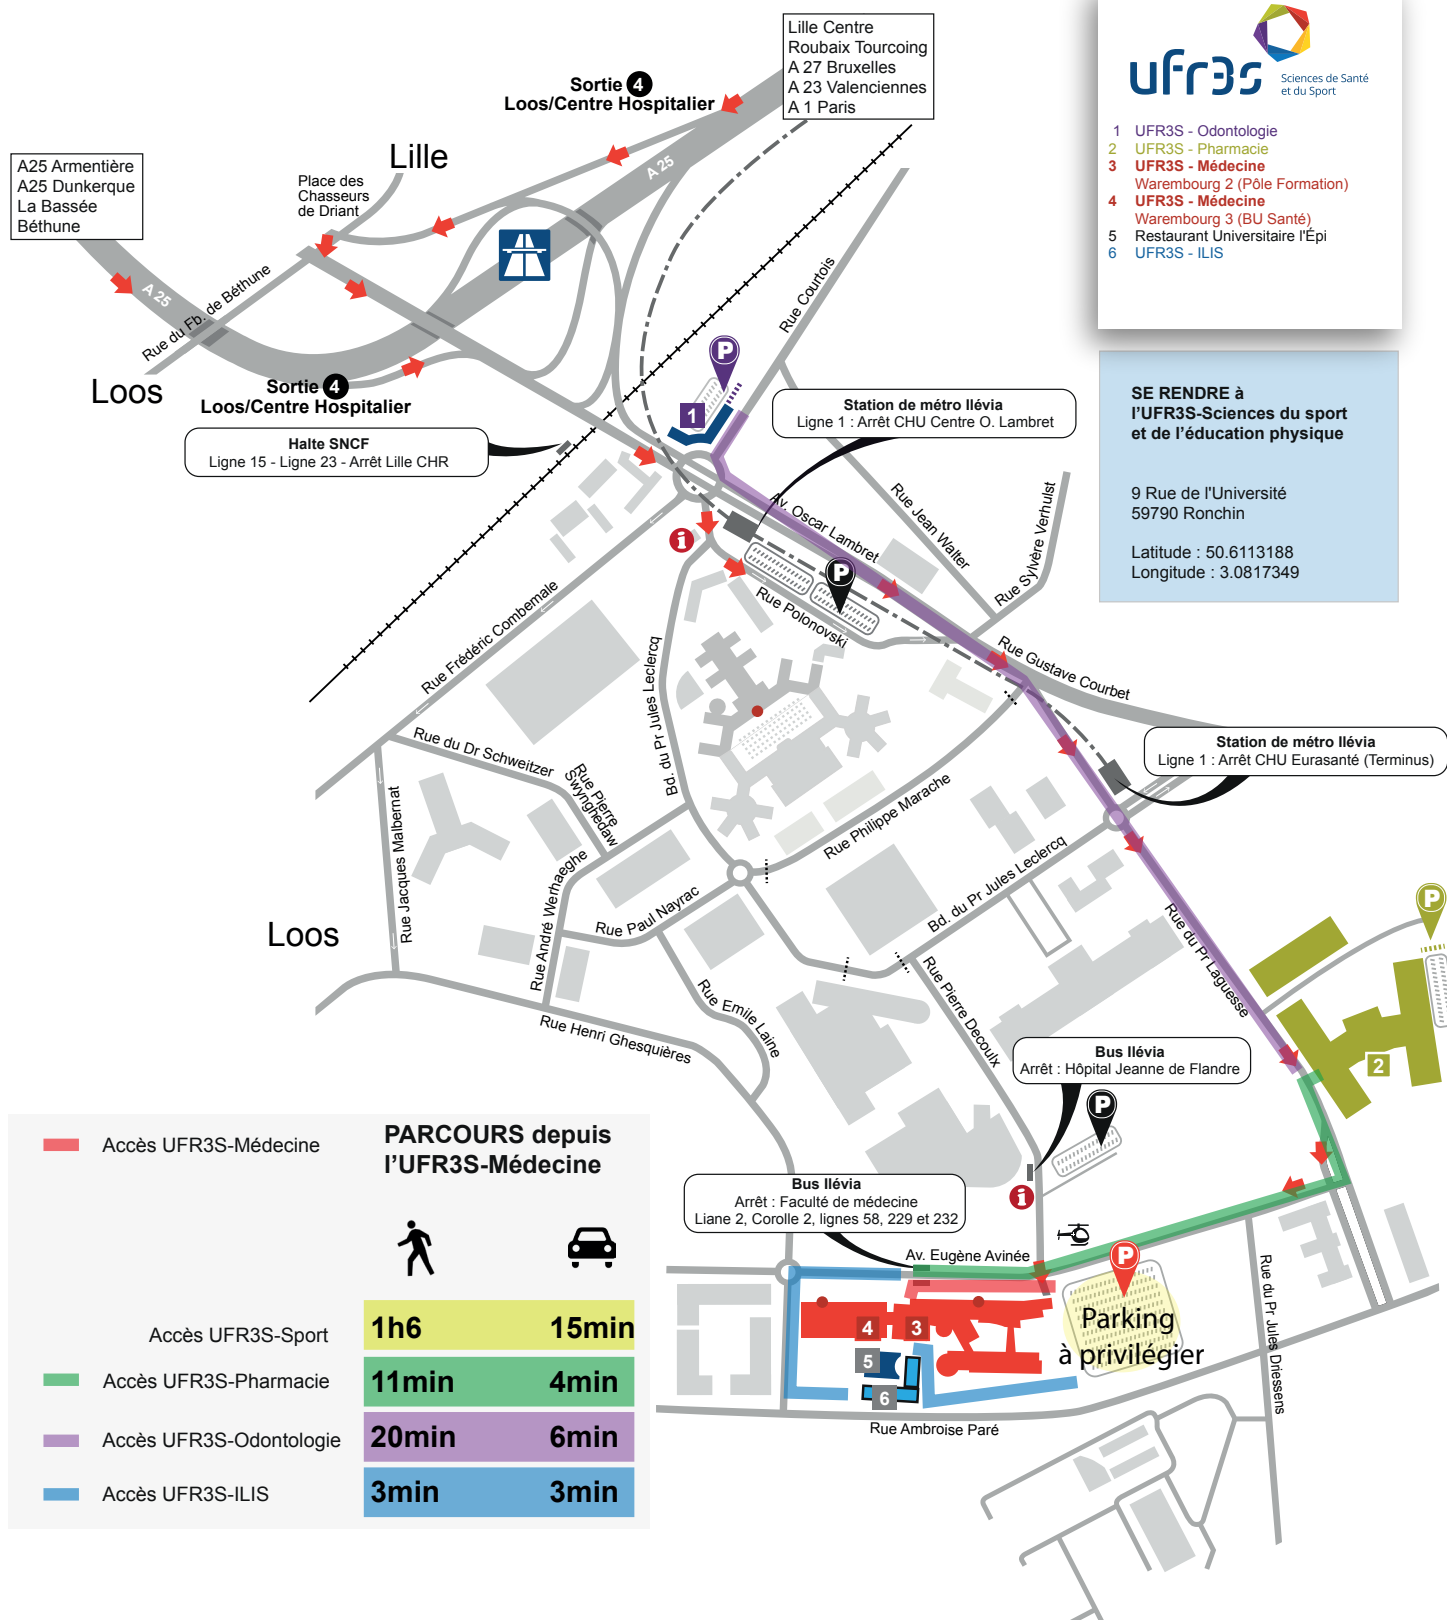 Lille Centre
Roubaix Tourcoing
A 27 Bruxelles
A 23 Valenciennes
A 1 Paris
Sortie 4
Loos/Centre Hospitalier
A25 Armentière
A25 Dunkerque
La Bassée
Béthune
Lille
Place des
Chasseurs
de Driant
A 25
A 25
Rue du Fb. de Béthune
Loos
Sortie 4
Loos/Centre Hospitalier
Halte SNCF
Ligne 15 - Ligne 23 - Arrêt Lille CHR
ufr3s
Sciences de Santé
et du Sport
1 UFR3S - Odontologie
2 UFR3S - Pharmacie
3 UFR3S - Médecine
Warembourg 2 (Pôle Formation)
4 UFR3S - Médecine
Warembourg 3 (BU Santé)
5 Restaurant Universitaire l'Épi
6 UFR3S - ILIS
SE RENDRE à
l'UFR3S-Sciences du sport
et de l'éducation physique
9 Rue de l'Université
59790 Ronchin
Latitude : 50.6113188
Longitude : 3.0817349
Rue Courtois
P
1
Station de métro Ilévia
Ligne 1 : Arrêt CHU Centre O. Lambret
Av. Oscar Lambret
Rue Jean Walter
Rue Sylvère Verhulst
i
P
Rue Polonovski
Rue Frédéric Combemale
Bd. du Pr Jules Leclercq
Rue Gustave Courbet
Station de métro Ilévia
Ligne 1 : Arrêt CHU Eurasanté (Terminus)
Rue du Dr Schweitzer
Rue Pierre
Swynghedaw
Rue Jacques Malbernat
Rue Philippe Marache
Bd. du Pr Jules Leclercq
Rue André Werhaeghe
Rue Paul Nayrac
Loos
Rue du Pr Laguesse
P
2
Rue Emile Laine
Rue Pierre Decoulx
Rue Henri Ghesquières
Bus Ilévia
Arrêt : Hôpital Jeanne de Flandre
P
Bus Ilévia
Arrêt : Faculté de médecine
Liane 2, Corolle 2, lignes 58, 229 et 232
i
Av. Eugène Avinée
P
Parking
à privilégier
4
3
5
6
Rue du Pr Jules Driessens
Rue Ambroise Paré
Accès UFR3S-Médecine
PARCOURS depuis
l'UFR3S-Médecine
Accès UFR3S-Sport 1h6 15min
Accès UFR3S-Pharmacie 11min 4min
Accès UFR3S-Odontologie 20min 6min
Accès UFR3S-ILIS 3min 3min